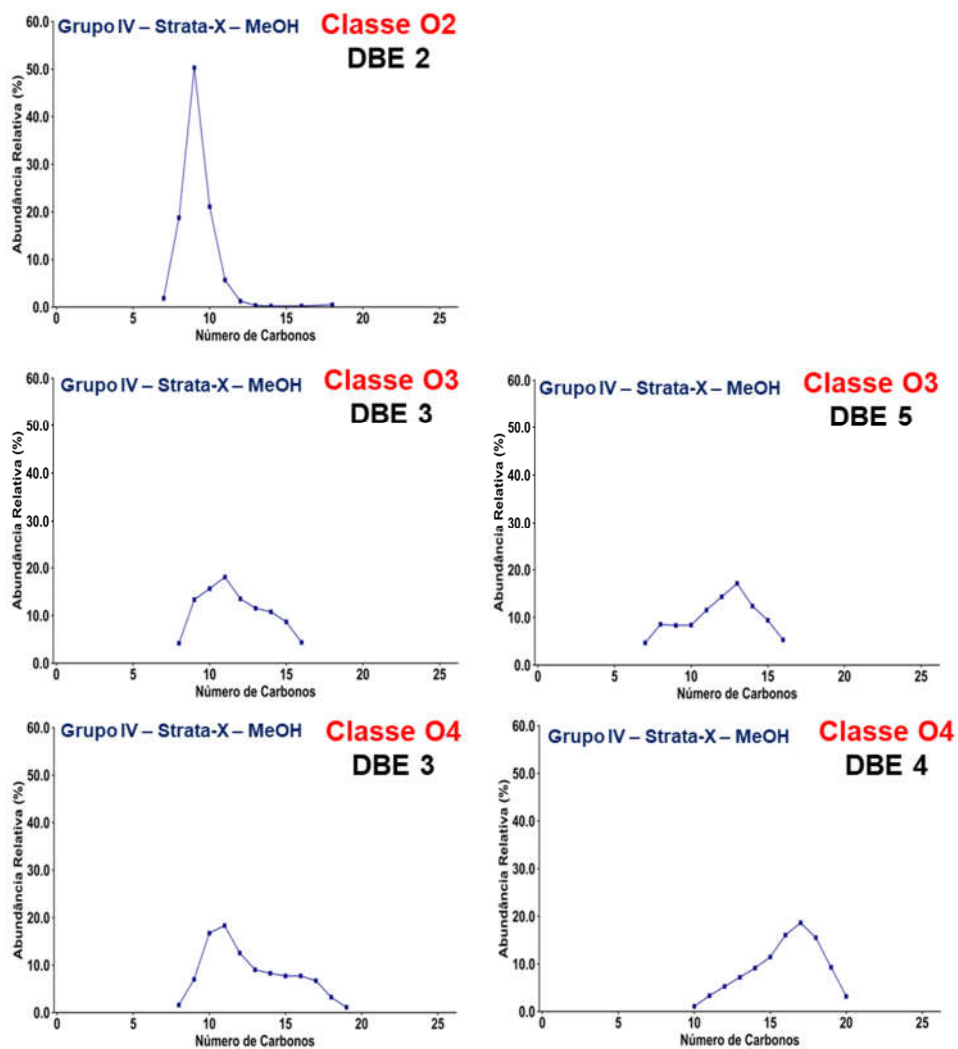 Grupo IV – Strata-X – MeOH
Classe O2
DBE 2
Abundância Relativa (%)
60.0
50.0
40.0
30.0
20.0
10.0
0.0
0 5 10 15 20 25
Número de Carbonos
Grupo IV – Strata-X – MeOH
Classe O3
DBE 3
Abundância Relativa (%)
60.0
50.0
40.0
30.0
20.0
10.0
0.0
0 5 10 15 20 25
Número de Carbonos
Grupo IV – Strata-X – MeOH
Classe O3
DBE 5
Abundância Relativa (%)
60.0
50.0
40.0
30.0
20.0
10.0
0.0
0 5 10 15 20 25
Número de Carbonos
Grupo IV – Strata-X – MeOH
Classe O4
DBE 3
Abundância Relativa (%)
60.0
50.0
40.0
30.0
20.0
10.0
0.0
0 5 10 15 20 25
Número de Carbonos
Grupo IV – Strata-X – MeOH
Classe O4
DBE 4
Abundância Relativa (%)
60.0
50.0
40.0
30.0
20.0
10.0
0.0
0 5 10 15 20 25
Número de Carbonos